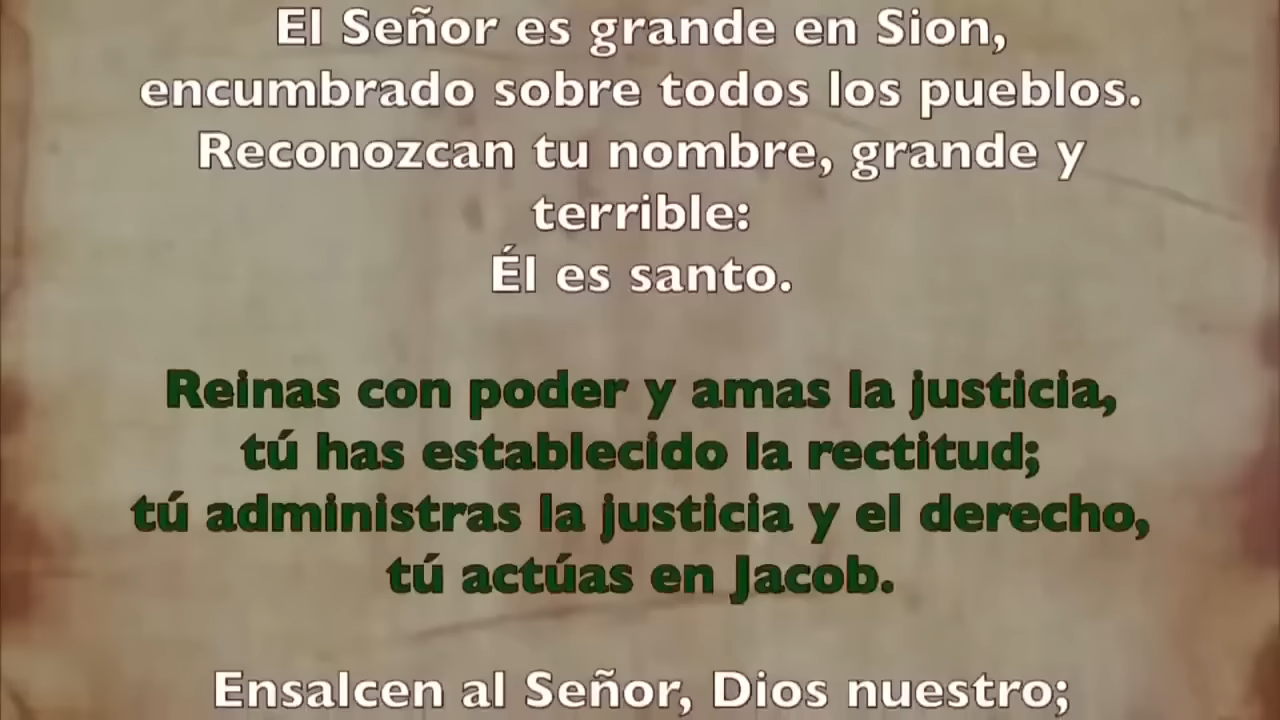 El Señor es grande en Sion,
encumbrado sobre todos los pueblos.
Reconozcan tu nombre, grande y
terrible:
Él es santo.
Reinas con poder y amas la justicia,
tú has establecido la rectitud;
tú administras la justicia y el derecho,
tú actúas en Jacob.
Ensalcen al Señor, Dios nuestro;